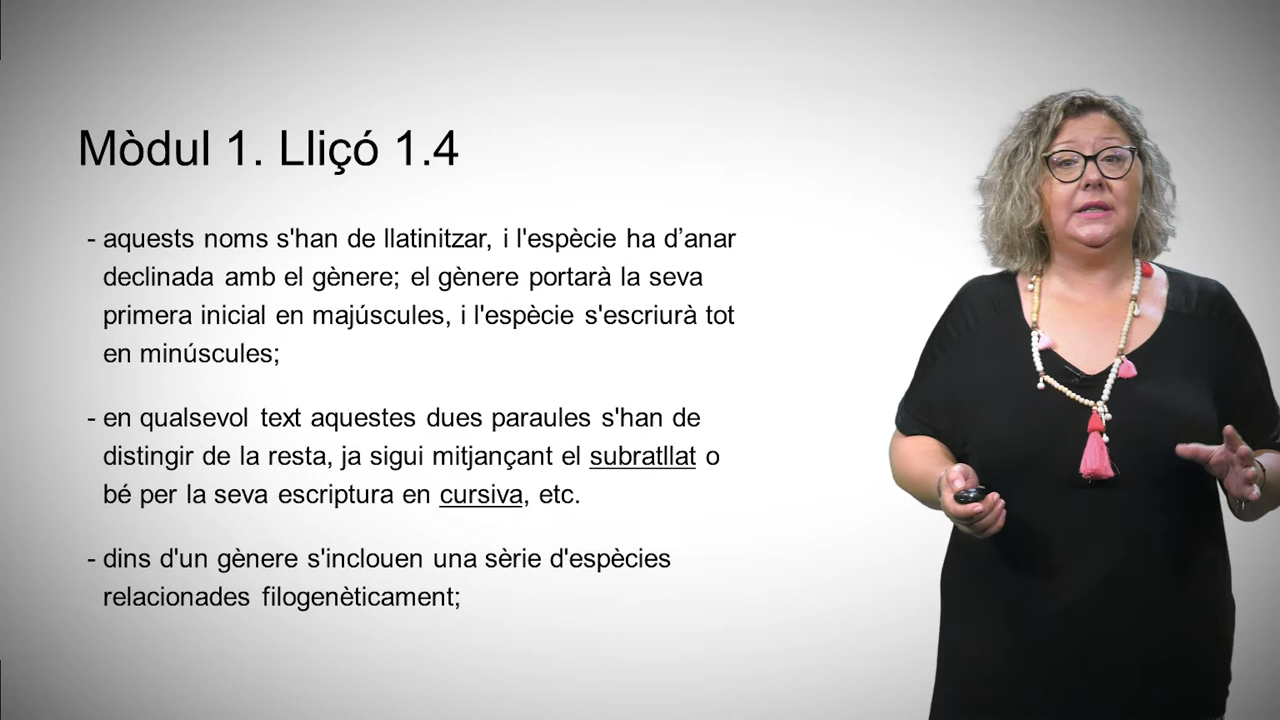 Mòdul 1. Lliçó 1.4
- aquests noms s'han de llatinitzar, i l'espècie ha d’anar
declinada amb el gènere; el gènere portarà la seva
primera inicial en majúscules, i l'espècie s'escriurà tot
en minúscules;
- en qualsevol text aquestes dues paraules s'han de
distingir de la resta, ja sigui mitjançant el subratllat o
bé per la seva escriptura en cursiva, etc.
- dins d'un gènere s'inclouen una sèrie d'espècies
relacionades filogenèticament;